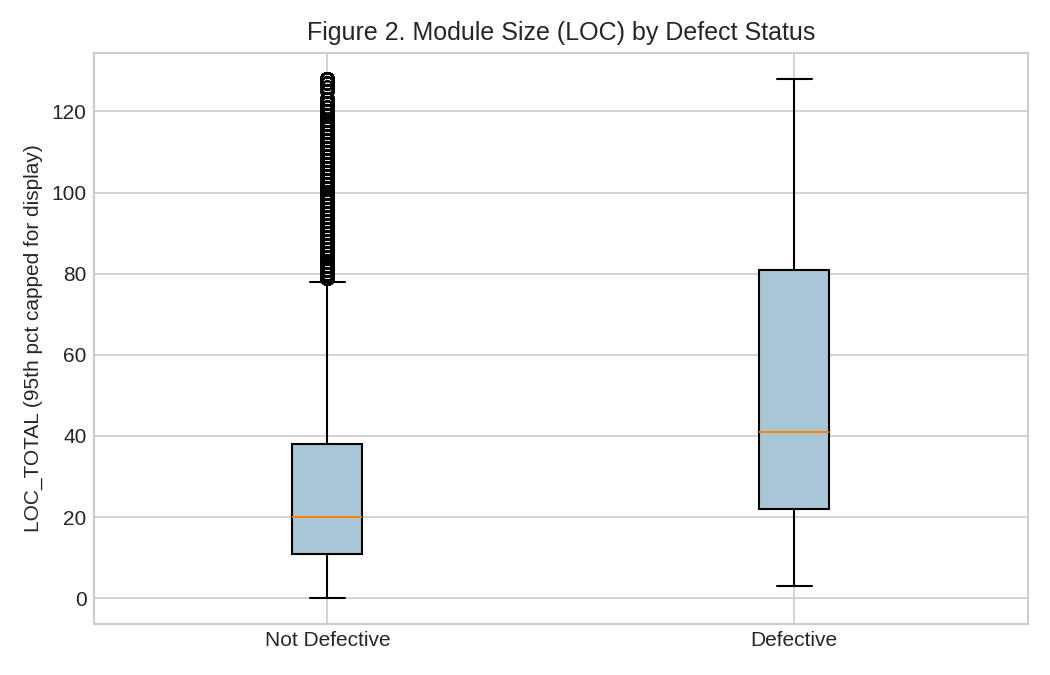 Figure 2. Module Size (LOC) by Defect Status
LOC_TOTAL (95th pct capped for display)
120
100
80
60
40
20
0
Not Defective
Defective